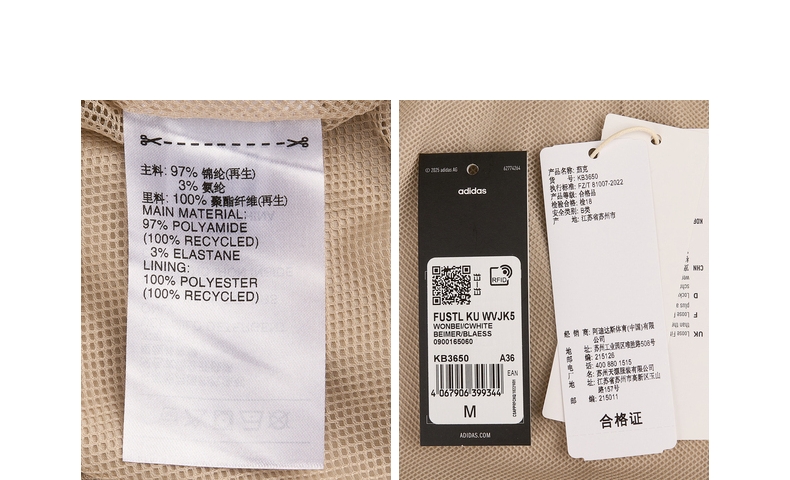 主料: 97% 锦纶(再生)
3% 氨纶
里料: 100% 聚酯纤维(再生)
MAIN MATERIAL:
97% POLYAMIDE
(100% RECYCLED)
3% ELASTANE
LINING:
100% POLYESTER
(100% RECYCLED)
© 2025 adidas AG
adidas
RFID
FUSTL KU WVJK5
WONBEI/CWHITE
BEIMER/BLAESS
0900165060
KB3650 A36
EAN
4 067906 399344
M
ADIDAS.COM
产品名称: 茄克
货 号: KB3650
执行标准: FZ/T 81007-2022
产品等级: 合格品
检验合格: 检18
安全类别: B类
产 地: 江苏省苏州市
经 销 商: 阿迪达斯体育(中国)有限
公司
地 址: 苏州工业园区唯胜路508号
邮 编: 215126
电 话: 400 880 1515
厂 名: 苏州天源服装有限公司
地 址: 江苏省苏州市高新区玉山
路157号
邮 编: 215011
合格证
KOF
CHN
D
F
UK